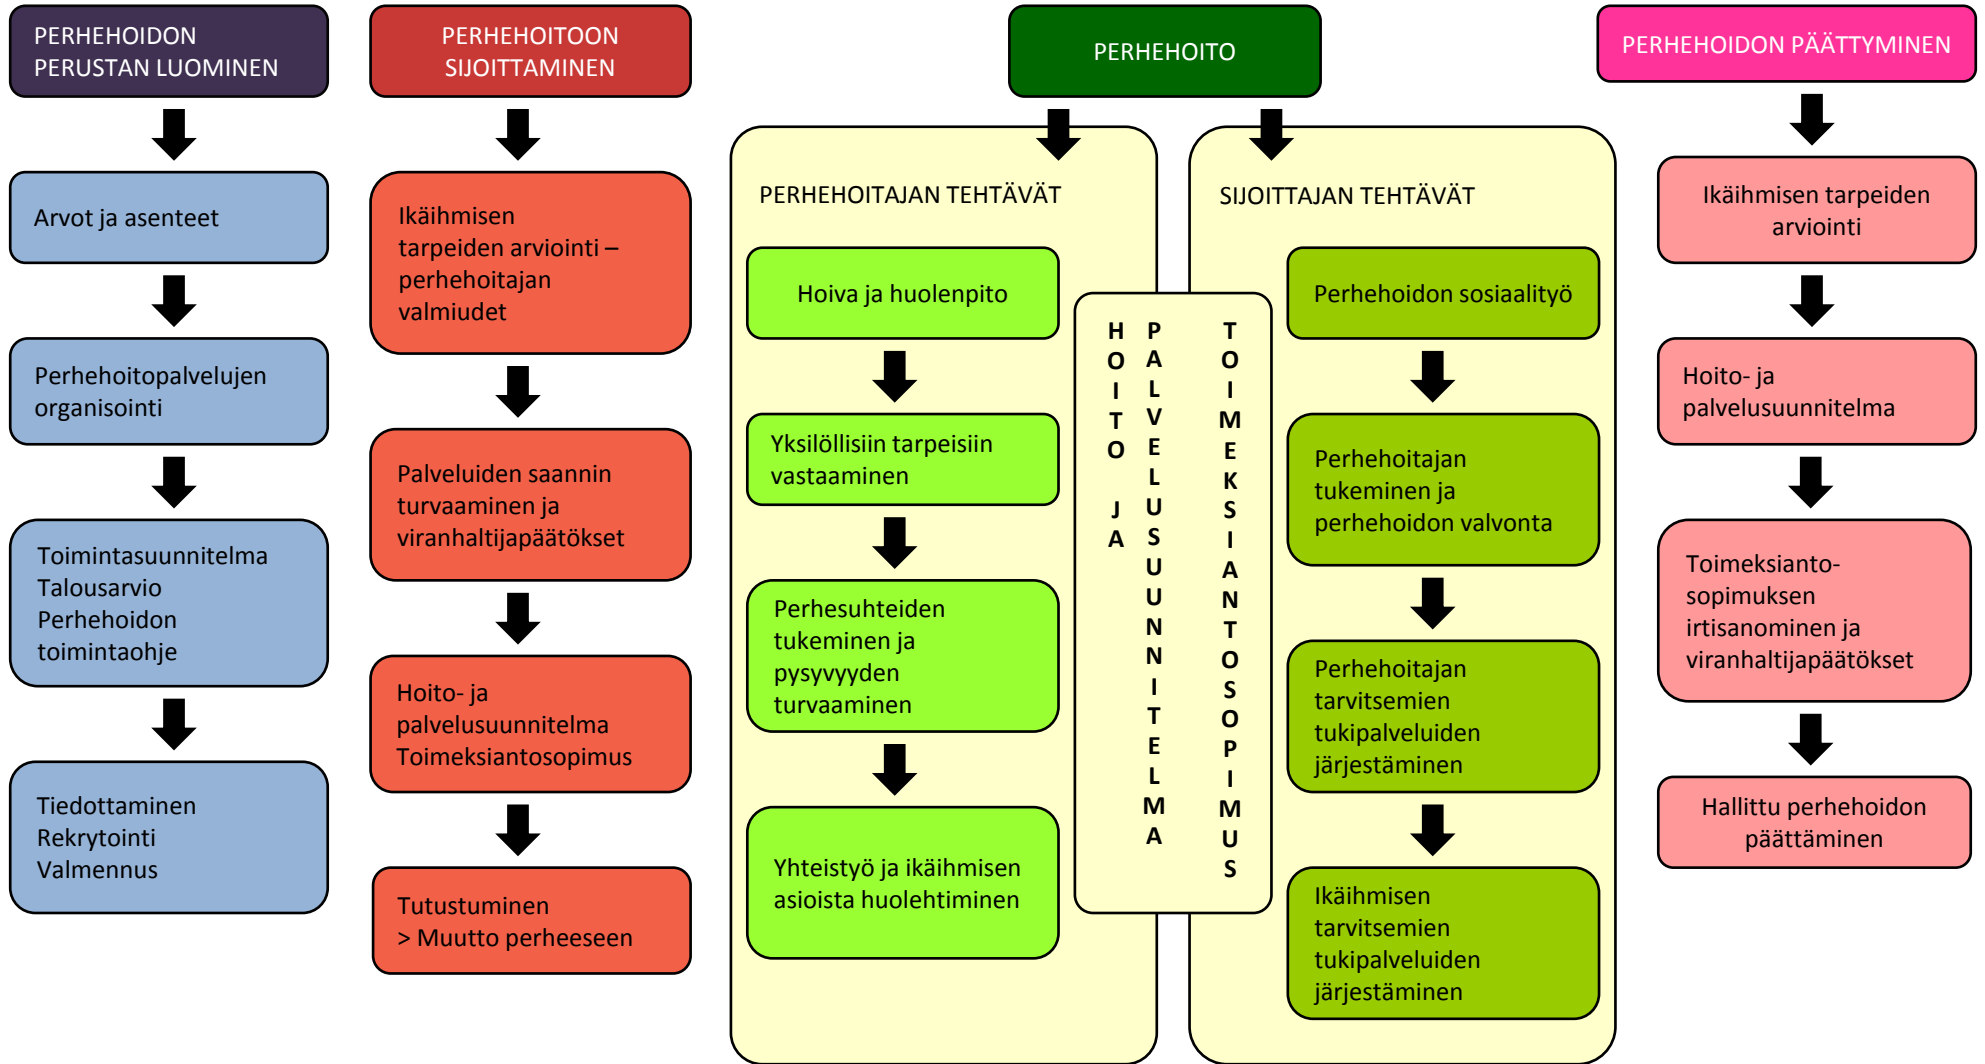 PERHEHOIDON
PERUSTAN LUOMINEN
Arvot ja asenteet
Perhehoitopalvelujen
organisointi
Toimintasuunnitelma
Talousarvio
Perhehoidon
toimintaohje
Tiedottaminen
Rekrytointi
Valmennus
PERHEHOITOON
SIJOITTAMINEN
Ikäihmisen
tarpeiden arviointi –
perhehoitajan
valmiudet
Palveluiden saannin
turvaaminen ja
viranhaltijapäätökset
Hoito- ja
palvelusuunnitelma
Toimeksiantosopimus
Tutustuminen
> Muutto perheeseen
PERHEHOITO
PERHEHOITAJAN TEHTÄVÄT
Hoiva ja huolenpito
Yksilöllisiin tarpeisiin
vastaaminen
Perhesuhteiden
tukeminen ja
pysyvyyden
turvaaminen
Yhteistyö ja ikäihmisen
asioista huolehtiminen
HOITO JA
PALVELUSUUNNITELMA
TOIMEKSIANTOSOPIMUS
SIJOITTAJAN TEHTÄVÄT
Perhehoidon sosiaalityö
Perhehoitajan
tukeminen ja
perhehoidon valvonta
Perhehoitajan
tarvitsemien
tukipalveluiden
järjestäminen
Ikäihmisen
tarvitsemien
tukipalveluiden
järjestäminen
PERHEHOIDON PÄÄTTYMINEN
Ikäihmisen tarpeiden
arviointi
Hoito- ja
palvelusuunnitelma
Toimeksianto-
sopimuksen
irtisanominen ja
viranhaltijapäätökset
Hallittu perhehoidon
päättäminen